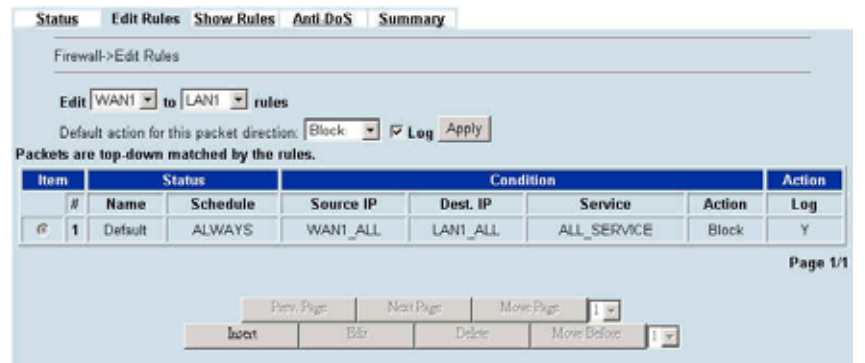 Status Edit Rules Show Rules Anti-DoS Summary
Firewall->Edit Rules
Edit WAN1 to LAN1 rules
Default action for this packet direction: Block Log Apply
Packets are top-down matched by the rules.
Item Status Condition Action
# Name Schedule Source IP Dest. IP Service Action Log
1 Default ALWAYS WAN1_ALL LAN1_ALL ALL_SERVICE Block Y
Page 1/1
Prev. Page Next Page Move Page 1
Insert Edit Delete Move Before 1